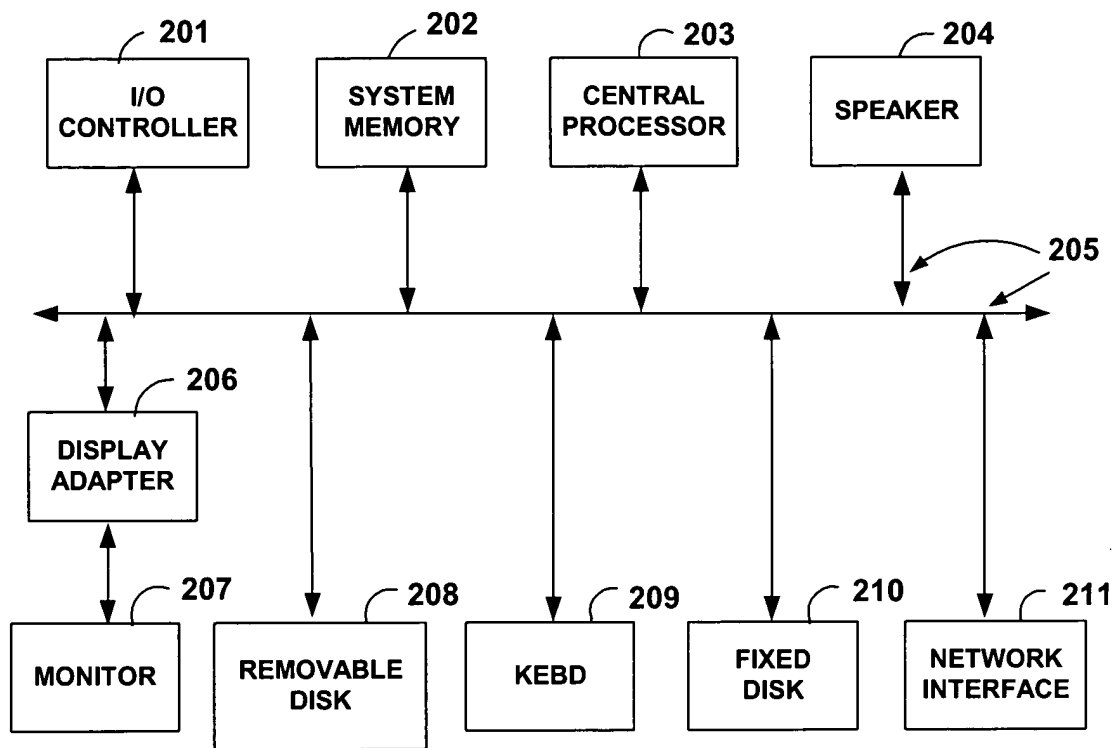 201
I/O
CONTROLLER
202
SYSTEM
MEMORY
203
CENTRAL
PROCESSOR
204
SPEAKER
205
206
DISPLAY
ADAPTER
207
MONITOR
208
REMOVABLE
DISK
209
KEBD
210
FIXED
DISK
211
NETWORK
INTERFACE